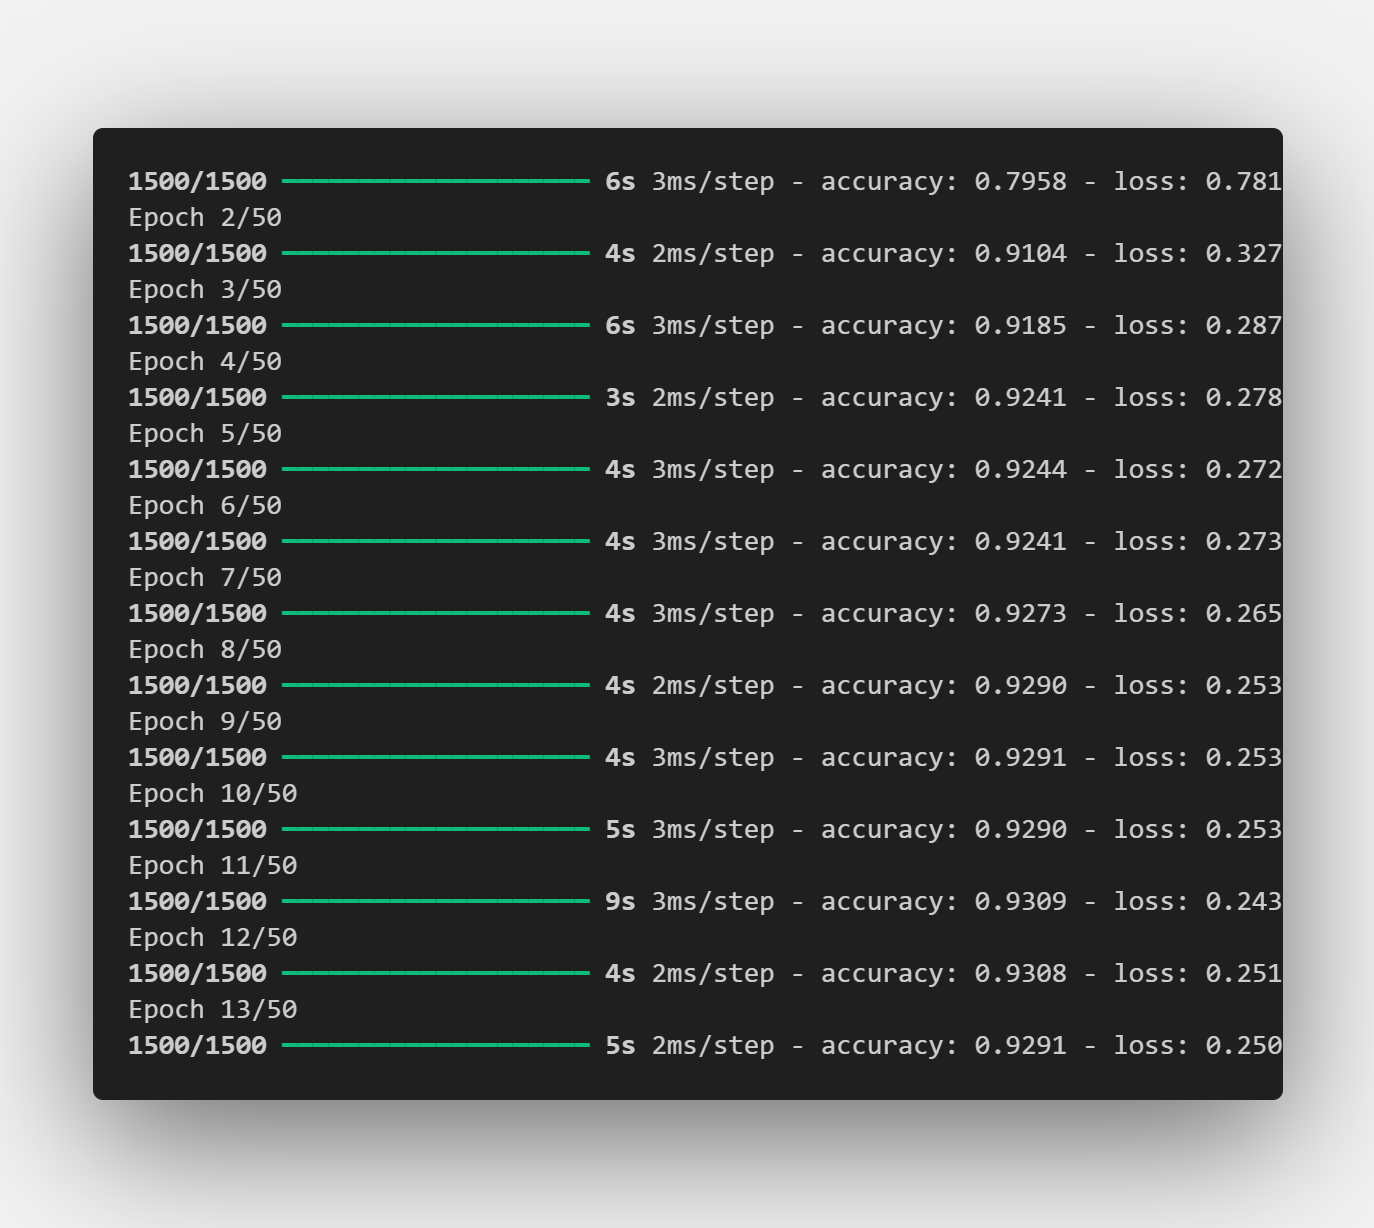 1500/1500 ━━━━━━━━━━━━━━━━━━━━ 6s 3ms/step - accuracy: 0.7958 - loss: 0.781
Epoch 2/50
1500/1500 ━━━━━━━━━━━━━━━━━━━━ 4s 2ms/step - accuracy: 0.9104 - loss: 0.327
Epoch 3/50
1500/1500 ━━━━━━━━━━━━━━━━━━━━ 6s 3ms/step - accuracy: 0.9185 - loss: 0.287
Epoch 4/50
1500/1500 ━━━━━━━━━━━━━━━━━━━━ 3s 2ms/step - accuracy: 0.9241 - loss: 0.278
Epoch 5/50
1500/1500 ━━━━━━━━━━━━━━━━━━━━ 4s 3ms/step - accuracy: 0.9244 - loss: 0.272
Epoch 6/50
1500/1500 ━━━━━━━━━━━━━━━━━━━━ 4s 3ms/step - accuracy: 0.9241 - loss: 0.273
Epoch 7/50
1500/1500 ━━━━━━━━━━━━━━━━━━━━ 4s 3ms/step - accuracy: 0.9273 - loss: 0.265
Epoch 8/50
1500/1500 ━━━━━━━━━━━━━━━━━━━━ 4s 2ms/step - accuracy: 0.9290 - loss: 0.253
Epoch 9/50
1500/1500 ━━━━━━━━━━━━━━━━━━━━ 4s 3ms/step - accuracy: 0.9291 - loss: 0.253
Epoch 10/50
1500/1500 ━━━━━━━━━━━━━━━━━━━━ 5s 3ms/step - accuracy: 0.9290 - loss: 0.253
Epoch 11/50
1500/1500 ━━━━━━━━━━━━━━━━━━━━ 9s 3ms/step - accuracy: 0.9309 - loss: 0.243
Epoch 12/50
1500/1500 ━━━━━━━━━━━━━━━━━━━━ 4s 2ms/step - accuracy: 0.9308 - loss: 0.251
Epoch 13/50
1500/1500 ━━━━━━━━━━━━━━━━━━━━ 5s 2ms/step - accuracy: 0.9291 - loss: 0.250